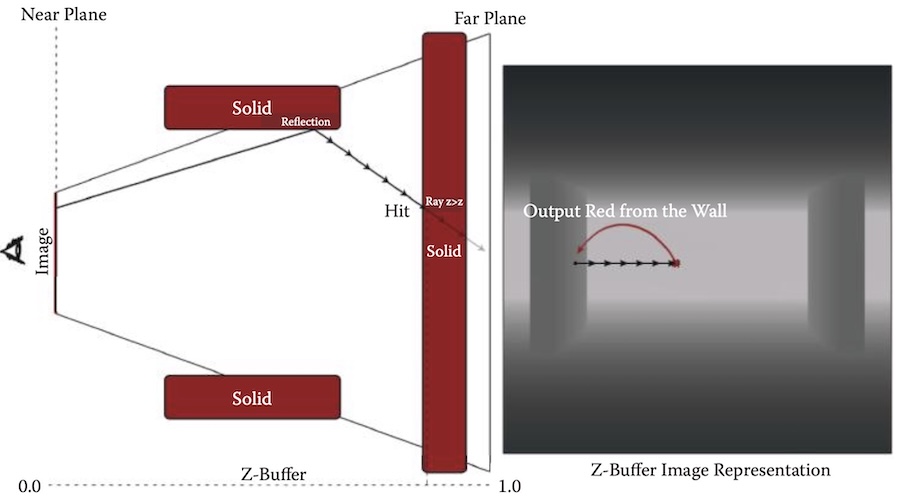 Near Plane
Far Plane
Solid
Reflection
Image
Hit
Ray z>z
Solid
Solid
Z-Buffer
0.0
1.0
Output Red from the Wall
Z-Buffer Image Representation